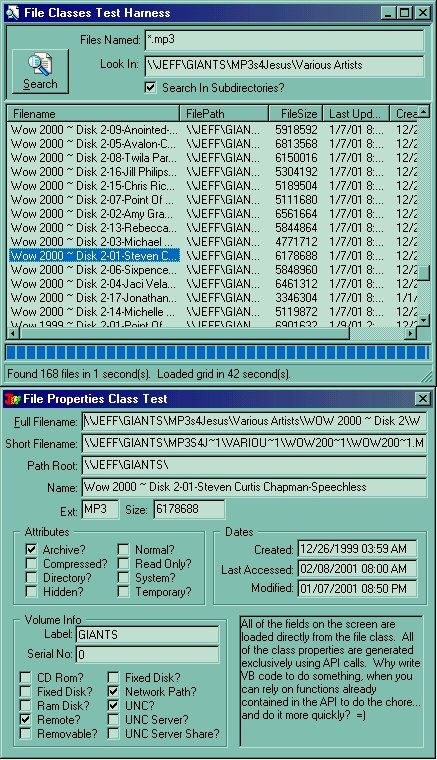 File Classes Test Harness
Files Named: *.mp3
Look In: \\JEFF\GIANTS\MP3s4Jesus\Various Artists
Search
Search In Subdirectories?
Filename FilePath FileSize Last Upd... Crea
Wow 2000 ~ Disk 2-09-Anointed-... \\JEFF\GIAN... 5918592 1/7/01 8:... 12/2
Wow 2000 ~ Disk 2-05-Avalon-C... \\JEFF\GIAN... 6813568 1/7/01 8:... 12/2
Wow 2000 ~ Disk 2-08-Twila Par... \\JEFF\GIAN... 6150016 1/7/01 8:... 12/2
Wow 2000 ~ Disk 2-16-Jill Philips... \\JEFF\GIAN... 5304192 1/7/01 8:... 12/2
Wow 2000 ~ Disk 2-15-Chris Ric... \\JEFF\GIAN... 5189504 1/7/01 8:... 12/2
Wow 2000 ~ Disk 2-07-Point Of ... \\JEFF\GIAN... 5111680 1/7/01 8:... 12/2
Wow 2000 ~ Disk 2-02-Amy Gra... \\JEFF\GIAN... 6561664 1/7/01 8:... 12/2
Wow 2000 ~ Disk 2-13-Rebecca... \\JEFF\GIAN... 5844864 1/7/01 8:... 12/2
Wow 2000 ~ Disk 2-03-Michael ... \\JEFF\GIAN... 4771712 1/7/01 8:... 12/2
Wow 2000 ~ Disk 2-01-Steven C... \\JEFF\GIAN... 6178688 1/7/01 8:... 12/2
Wow 2000 ~ Disk 2-06-Sixpence... \\JEFF\GIAN... 5848960 1/7/01 8:... 12/2
Wow 2000 ~ Disk 2-04-Jaci Vela... \\JEFF\GIAN... 6461312 1/7/01 8:... 12/2
Wow 2000 ~ Disk 2-17-Jonathan... \\JEFF\GIAN... 3346304 1/7/01 8:... 1/1/
Wow 2000 ~ Disk 2-14-Michelle ... \\JEFF\GIAN... 5119872 1/7/01 8:... 12/2
Wow 1999 ~ Disk 2-01-Point Of ... \\JEFF\GIAN... 6901632 1/9/01 2:... 12/2
Found 168 files in 1 second(s). Loaded grid in 42 second(s).
File Properties Class Test
Full Filename: \\JEFF\GIANTS\MP3s4Jesus\Various Artists\WOW 2000 ~ Disk 2\W
Short Filename: \\JEFF\GIANTS\MP3S4J~1\VARIOU~1\WOW200~1\WOW200~1.M
Path Root: \\JEFF\GIANTS\
Name: Wow 2000 ~ Disk 2-01-Steven Curtis Chapman-Speechless
Ext: MP3 Size: 6178688
Attributes
Archive? Normal?
Compressed? Read Only?
Directory? System?
Hidden? Temporary?
Dates
Created: 12/26/1999 03:59 AM
Last Accessed: 02/08/2001 08:00 AM
Modified: 01/07/2001 08:50 PM
Volume Info
Label: GIANTS
Serial No: 0
CD Rom? Fixed Disk?
Fixed Disk? Network Path?
Ram Disk? UNC?
Remote? UNC Server?
Removable? UNC Server Share?
All of the fields on the screen are
loaded directly from the file class. All
of the class properties are generated
exclusively using API calls. Why write
VB code to do something, when you
can rely on functions already
contained in the API to do the chore...
and do it more quickly? =)